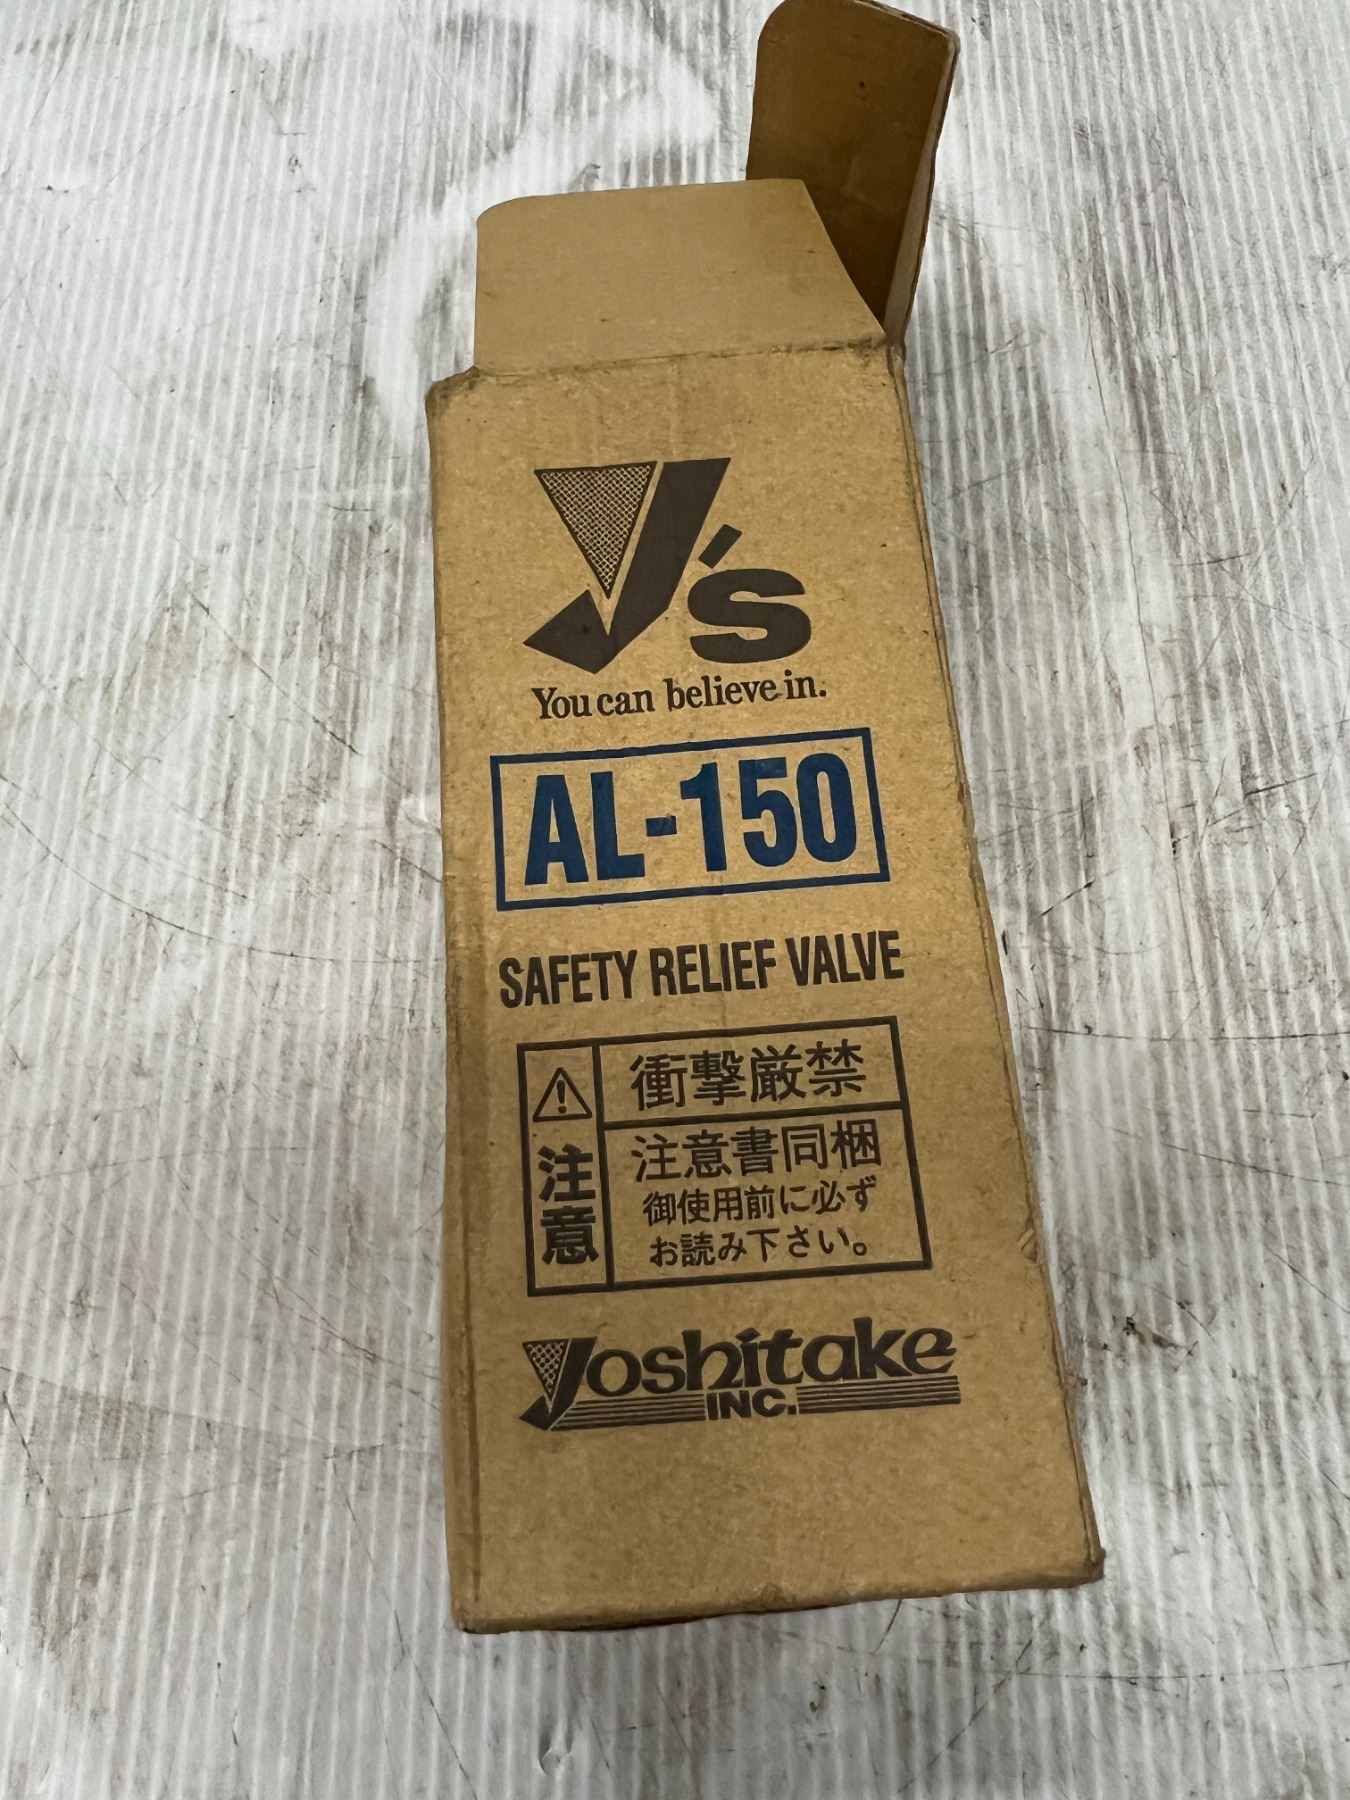 Y's
You can believe in.
AL-150
SAFETY RELIEF VALVE
注意
衝撃厳禁
注意書同梱
御使用前に必ず
お読み下さい。
Yoshitake
INC.